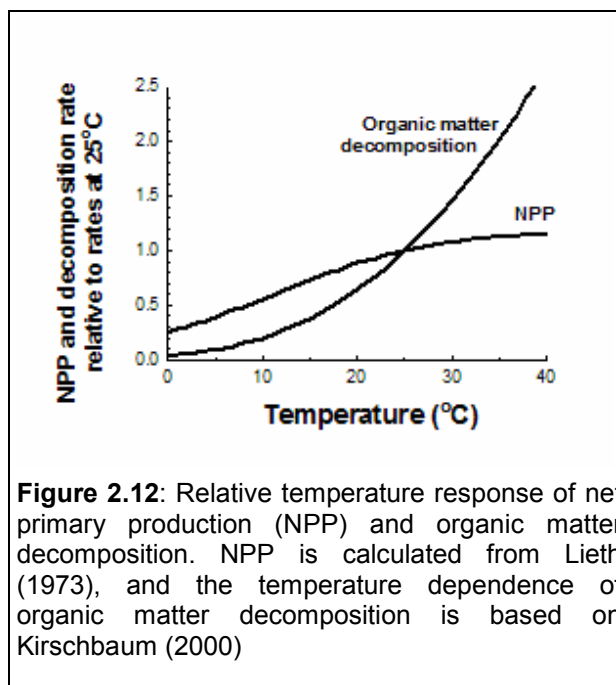 2.5
2.0
1.5
1.0
0.5
0.0
NPP and decomposition rate
relative to rates at 25°C
Organic matter
decomposition
NPP
0 10 20 30 40
Temperature (°C)
Figure 2.12: Relative temperature response of net
primary production (NPP) and organic matter
decomposition. NPP is calculated from Lieth
(1973), and the temperature dependence of
organic matter decomposition is based on
Kirschbaum (2000)